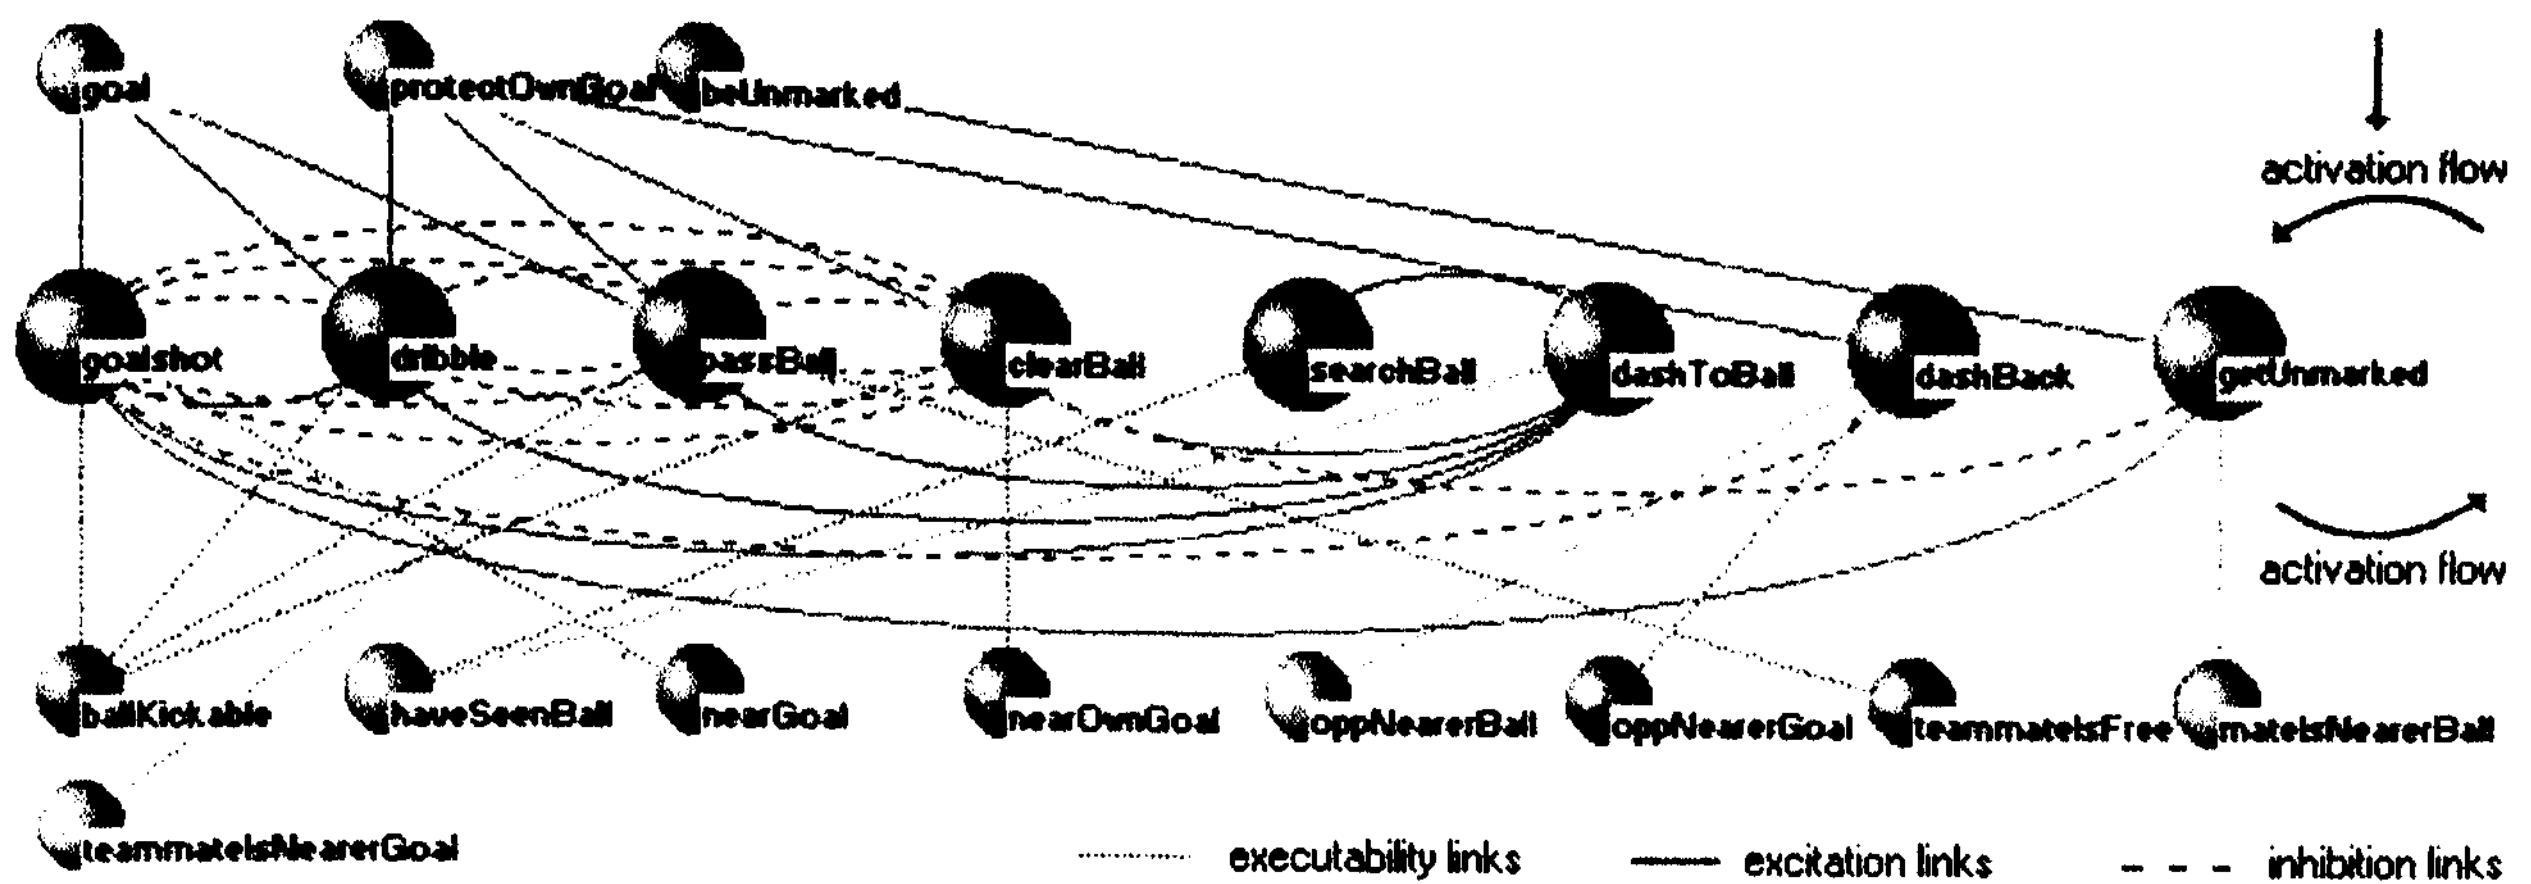 goal protectOwnGoal beUnmarked
activation flow
goalshot dribble passBall clearBall searchBall dashToBall dashBack getUnmarked
activation flow
ballKickable haveSeenBall nearGoal nearOwnGoal oppNearerBall oppNearerGoal teammateIsFree mateIsNearerBall
teammateIsNearerGoal
executability links excitation links inhibition links